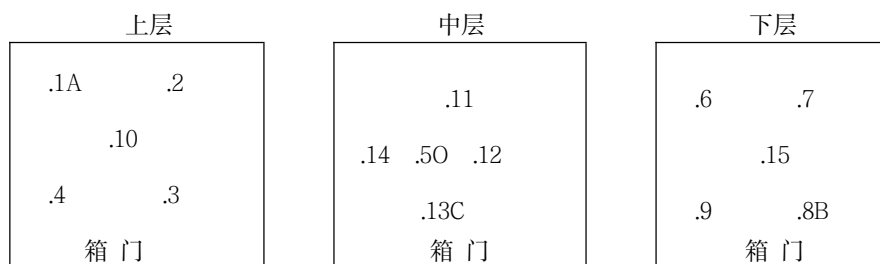 上层 中层 下层
.1A .2 .11 .6 .7
.10 .15
.14 .5O .12
.4 .3 .13C .9 .8B
箱 门 箱 门 箱 门